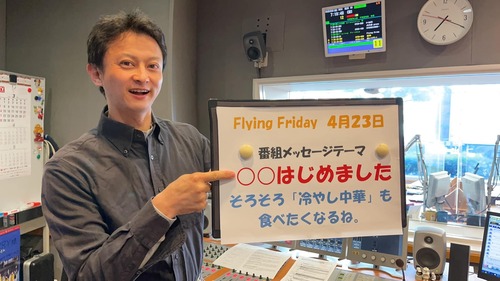 Flying Friday 4月23日
番組メッセージテーマ
○○はじめました
そろそろ「冷やし中華」も
食べたくなるね。